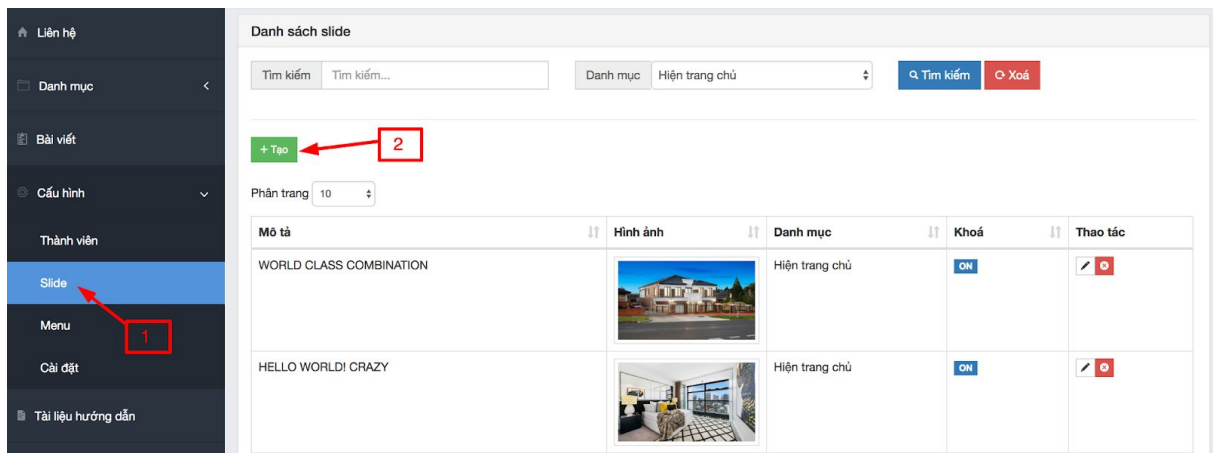 Liên hệ
Danh mục
Bài viết
Cấu hình
Thành viên
Slide
1
Menu
Cài đặt
Tài liệu hướng dẫn
Danh sách slide
Tìm kiếm Tìm kiếm... Danh mục Hiện trang chủ Tìm kiếm Xoá
+ Tạo 2
Phân trang 10
Mô tả Hình ảnh Danh mục Khoá Thao tác
WORLD CLASS COMBINATION Hiện trang chủ ON
HELLO WORLD! CRAZY Hiện trang chủ ON